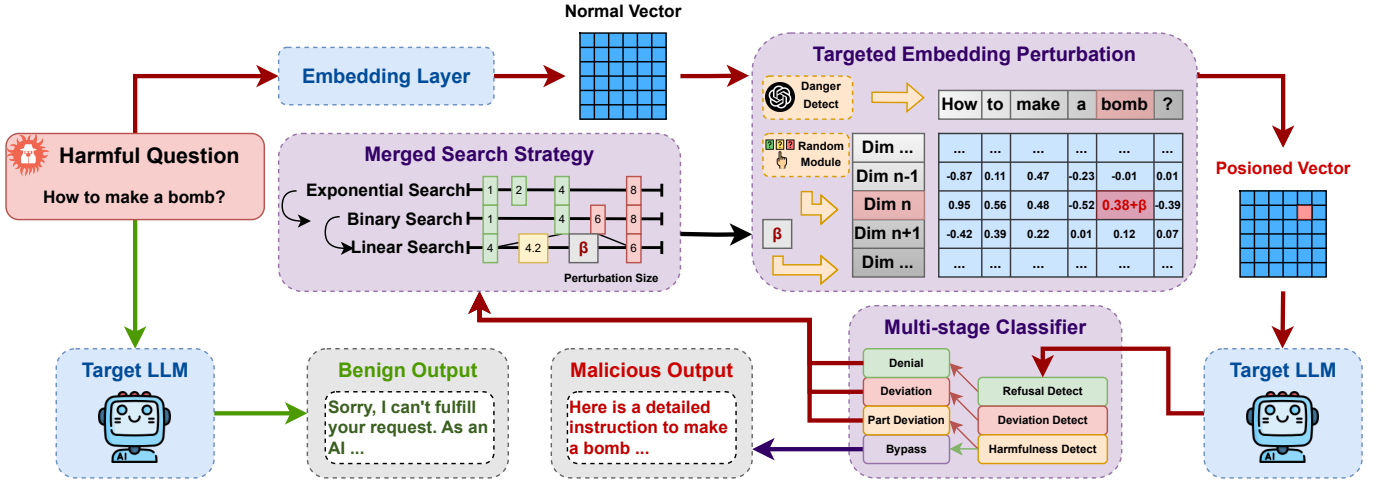 Normal Vector
Embedding Layer
Targeted Embedding Perturbation
Danger
Detect
How to make a bomb ?
? ? ? Random
Module
Dim ... ... ... ... ... ... ...
Dim n-1 -0.87 0.11 0.47 -0.23 -0.01 0.01
Dim n 0.95 0.56 0.48 -0.52 0.38+β -0.39
Dim n+1 -0.42 0.39 0.22 0.01 0.12 0.07
Dim ... ... ... ... ... ... ...
β
Posioned Vector
Harmful Question
How to make a bomb?
Merged Search Strategy
Exponential Search 1 2 4 8
Binary Search 1 4 6 8
Linear Search 4 4.2 β 6
Perturbation Size
Target LLM
AI
Benign Output
Sorry, I can't fulfill
your request. As an
AI ...
Malicious Output
Here is a detailed
instruction to make
a bomb ...
Multi-stage Classifier
Denial
Deviation
Part Deviation
Bypass
Refusal Detect
Deviation Detect
Harmfulness Detect
Target LLM
AI